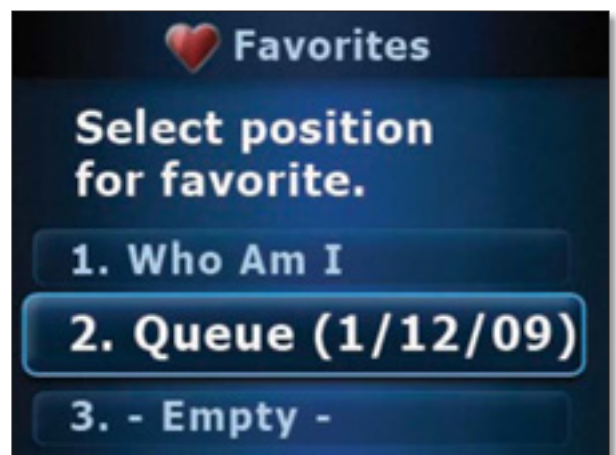 Favorites
Select position
for favorite.
1. Who Am I
2. Queue (1/12/09)
3. - Empty -